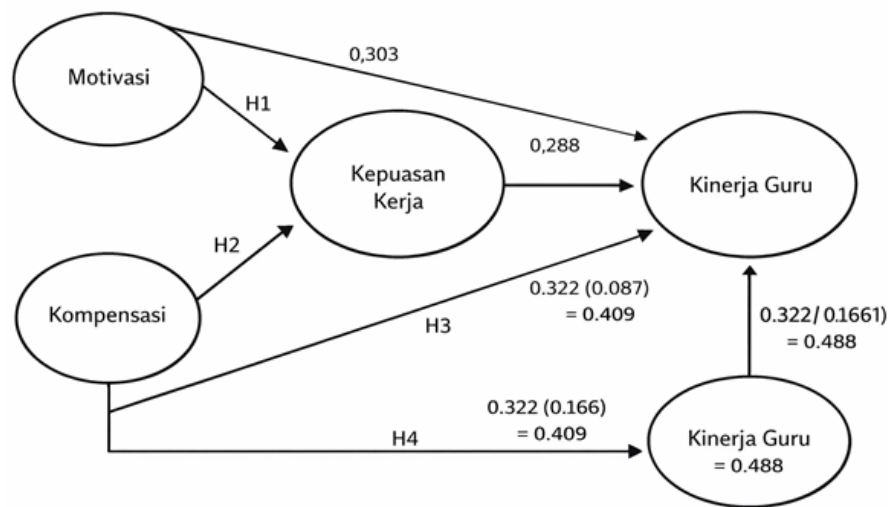 Motivasi
0,303
H1
Kepuasan
Kerja
0,288
Kinerja Guru
H2
Kompensasi
0.322 (0.087)
= 0.409
H3
0.322/0.1661)
= 0.488
0.322 (0.166)
= 0.409
H4
Kinerja Guru
= 0.488